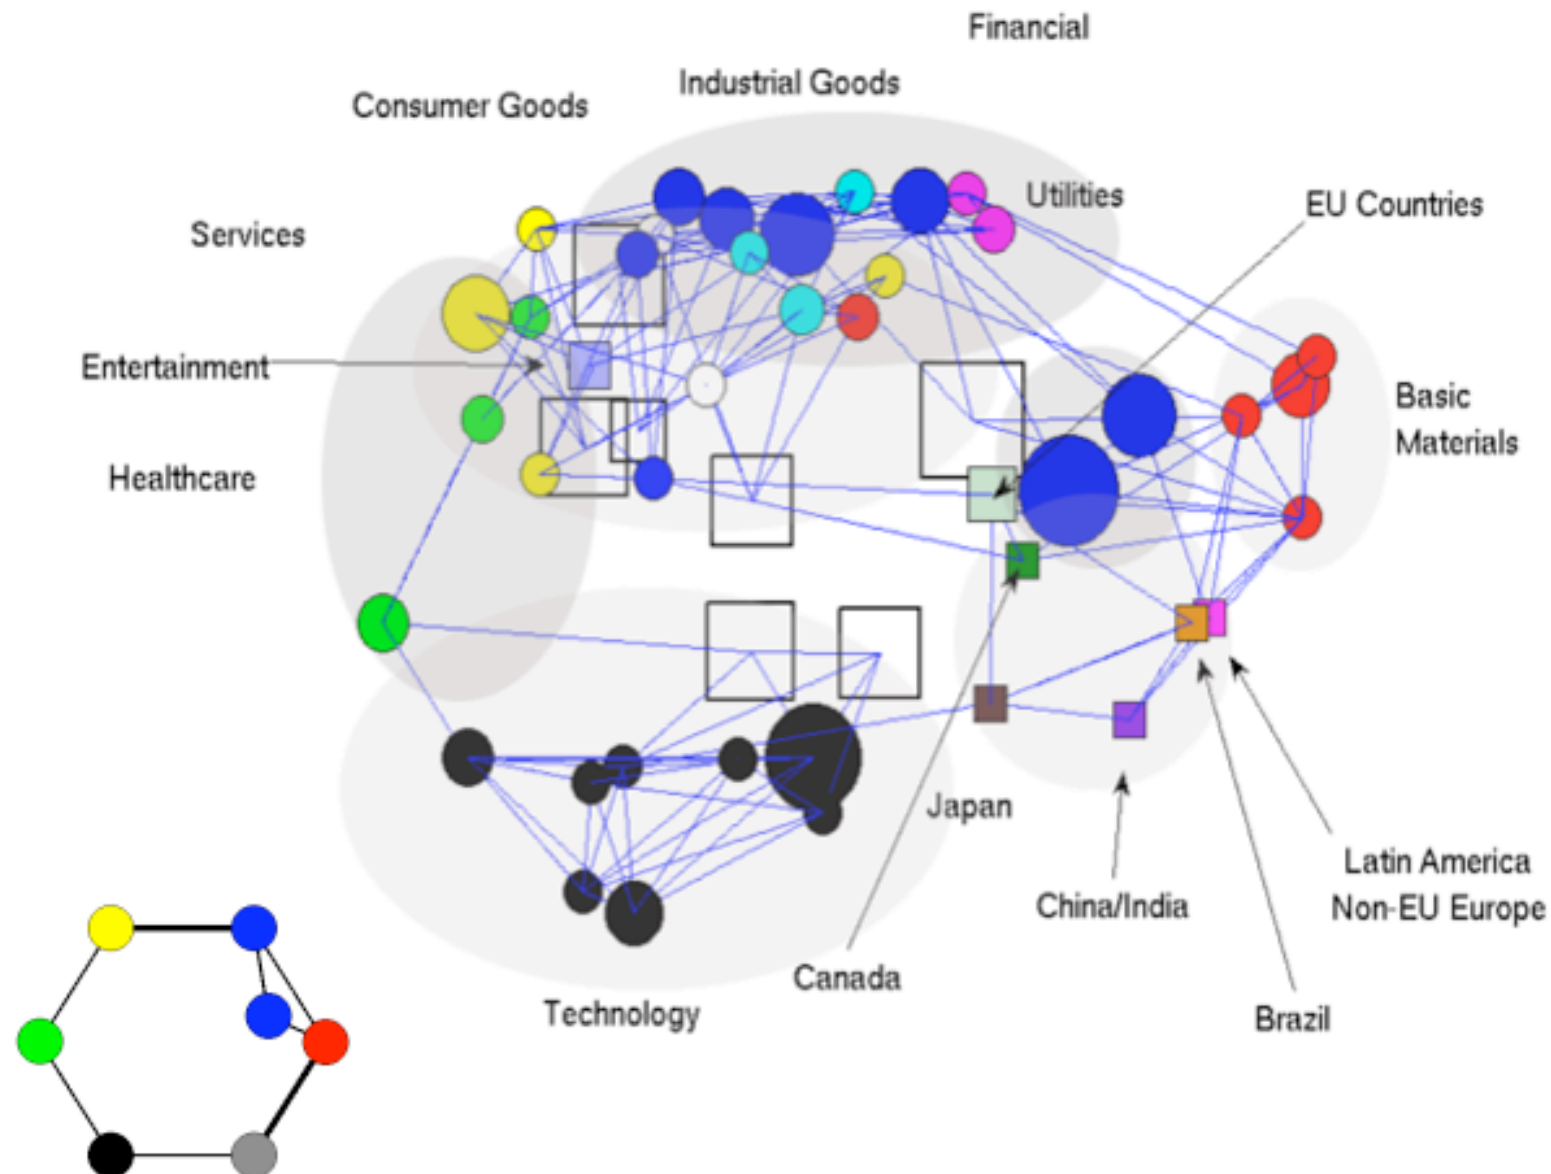 Financial
Industrial Goods
Consumer Goods
Utilities
EU Countries
Services
Entertainment
Basic
Materials
Healthcare
Japan
Latin America
Non-EU Europe
China/India
Canada
Technology
Brazil